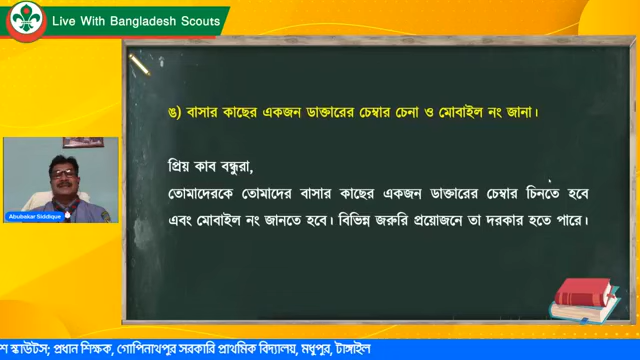 Live With Bangladesh Scouts
ঙ) বাসার কাছের একজন ডাক্তারের চেম্বার চেনা ও মোবাইল নং জানা।
প্রিয় কাব বন্ধুরা,
তোমাদেরকে তোমাদের বাসার কাছের একজন ডাক্তারের চেম্বার চিনতে হবে
এবং মোবাইল নং জানতে হবে। বিভিন্ন জরুরি প্রয়োজনে তা দরকার হতে পারে।
Abubakar Siddique
স্কাউটস; প্রধান শিক্ষক, গোপিনাথপুর সরকারি প্রাথমিক বিদ্যালয়, মধুপুর, টাঙ্গাইল